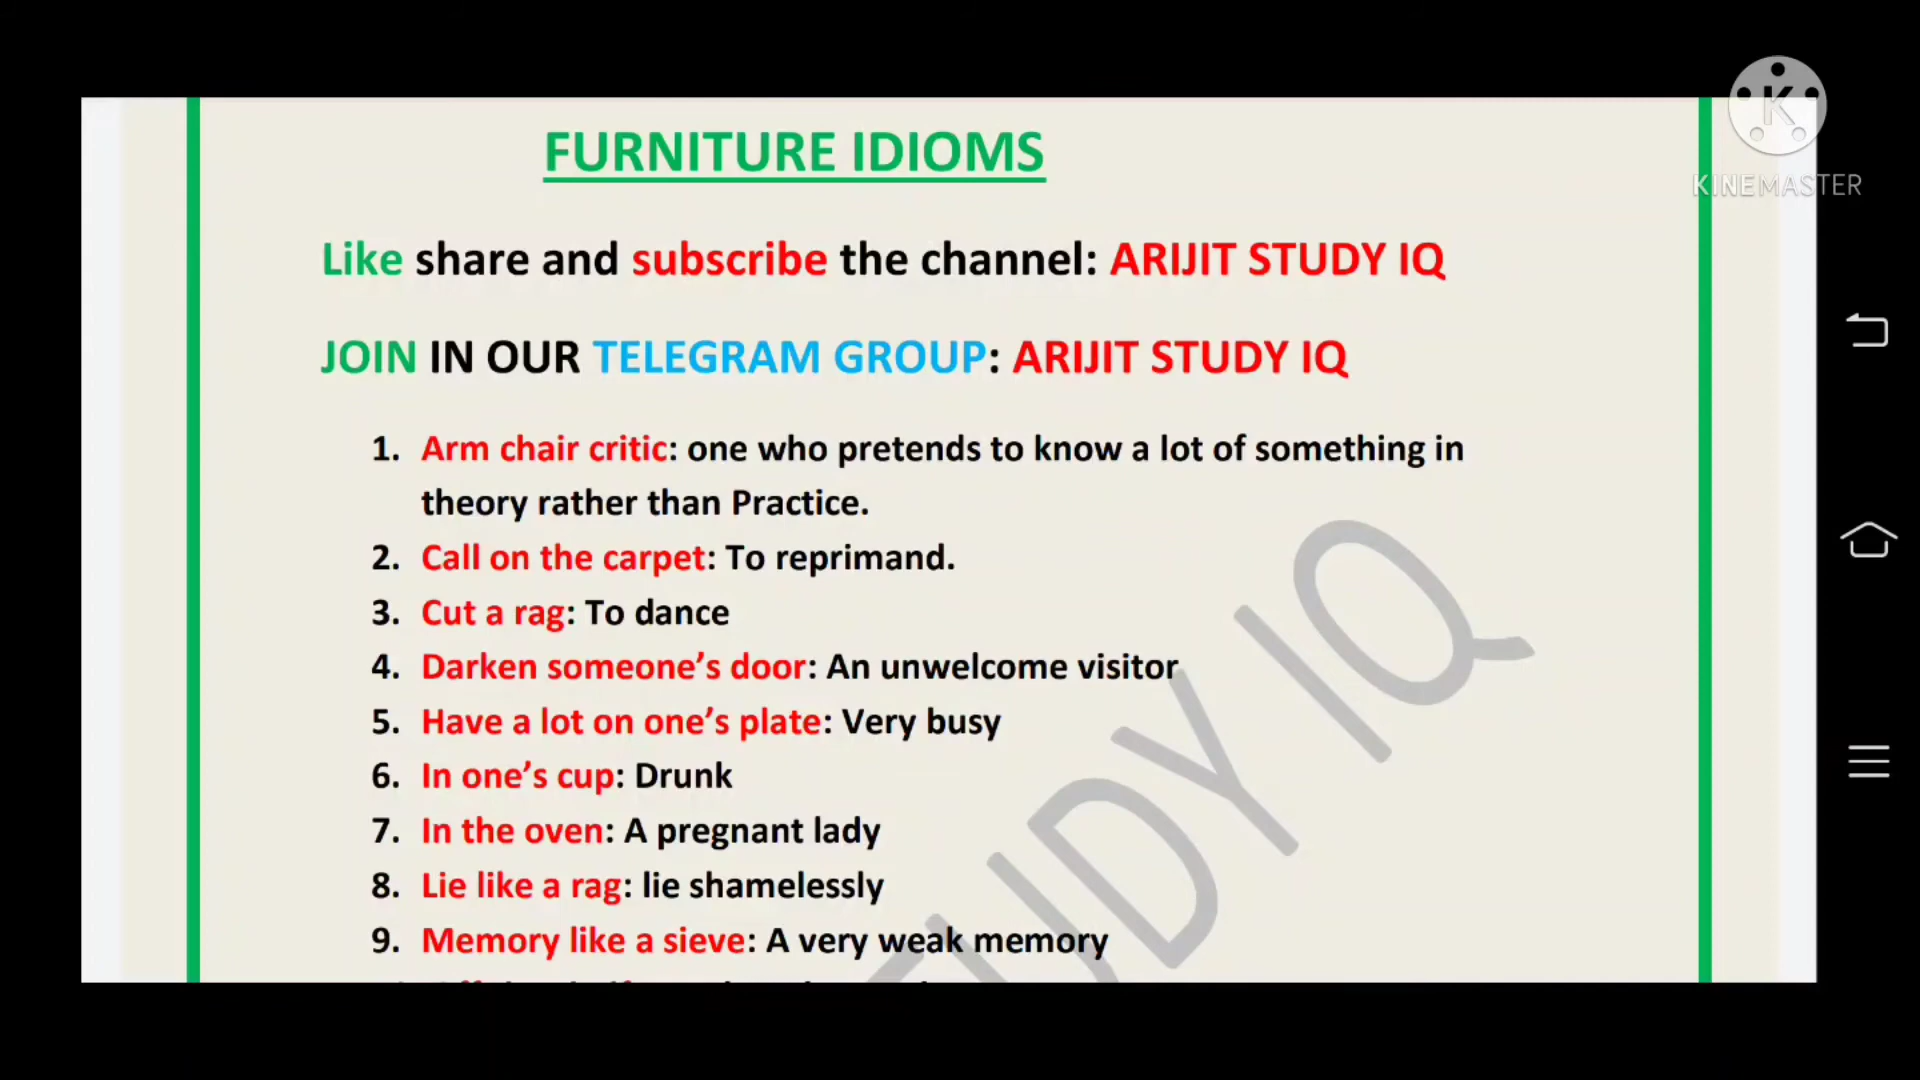 FURNITURE IDIOMS
K
KINEMASTER
Like share and subscribe the channel: ARIJIT STUDY IQ
JOIN IN OUR TELEGRAM GROUP: ARIJIT STUDY IQ
1. Arm chair critic: one who pretends to know a lot of something in
theory rather than Practice.
2. Call on the carpet: To reprimand.
3. Cut a rag: To dance
4. Darken someone's door: An unwelcome visitor
5. Have a lot on one's plate: Very busy
6. In one's cup: Drunk
7. In the oven: A pregnant lady
8. Lie like a rag: lie shamelessly
9. Memory like a sieve: A very weak memory
TUDY IQ